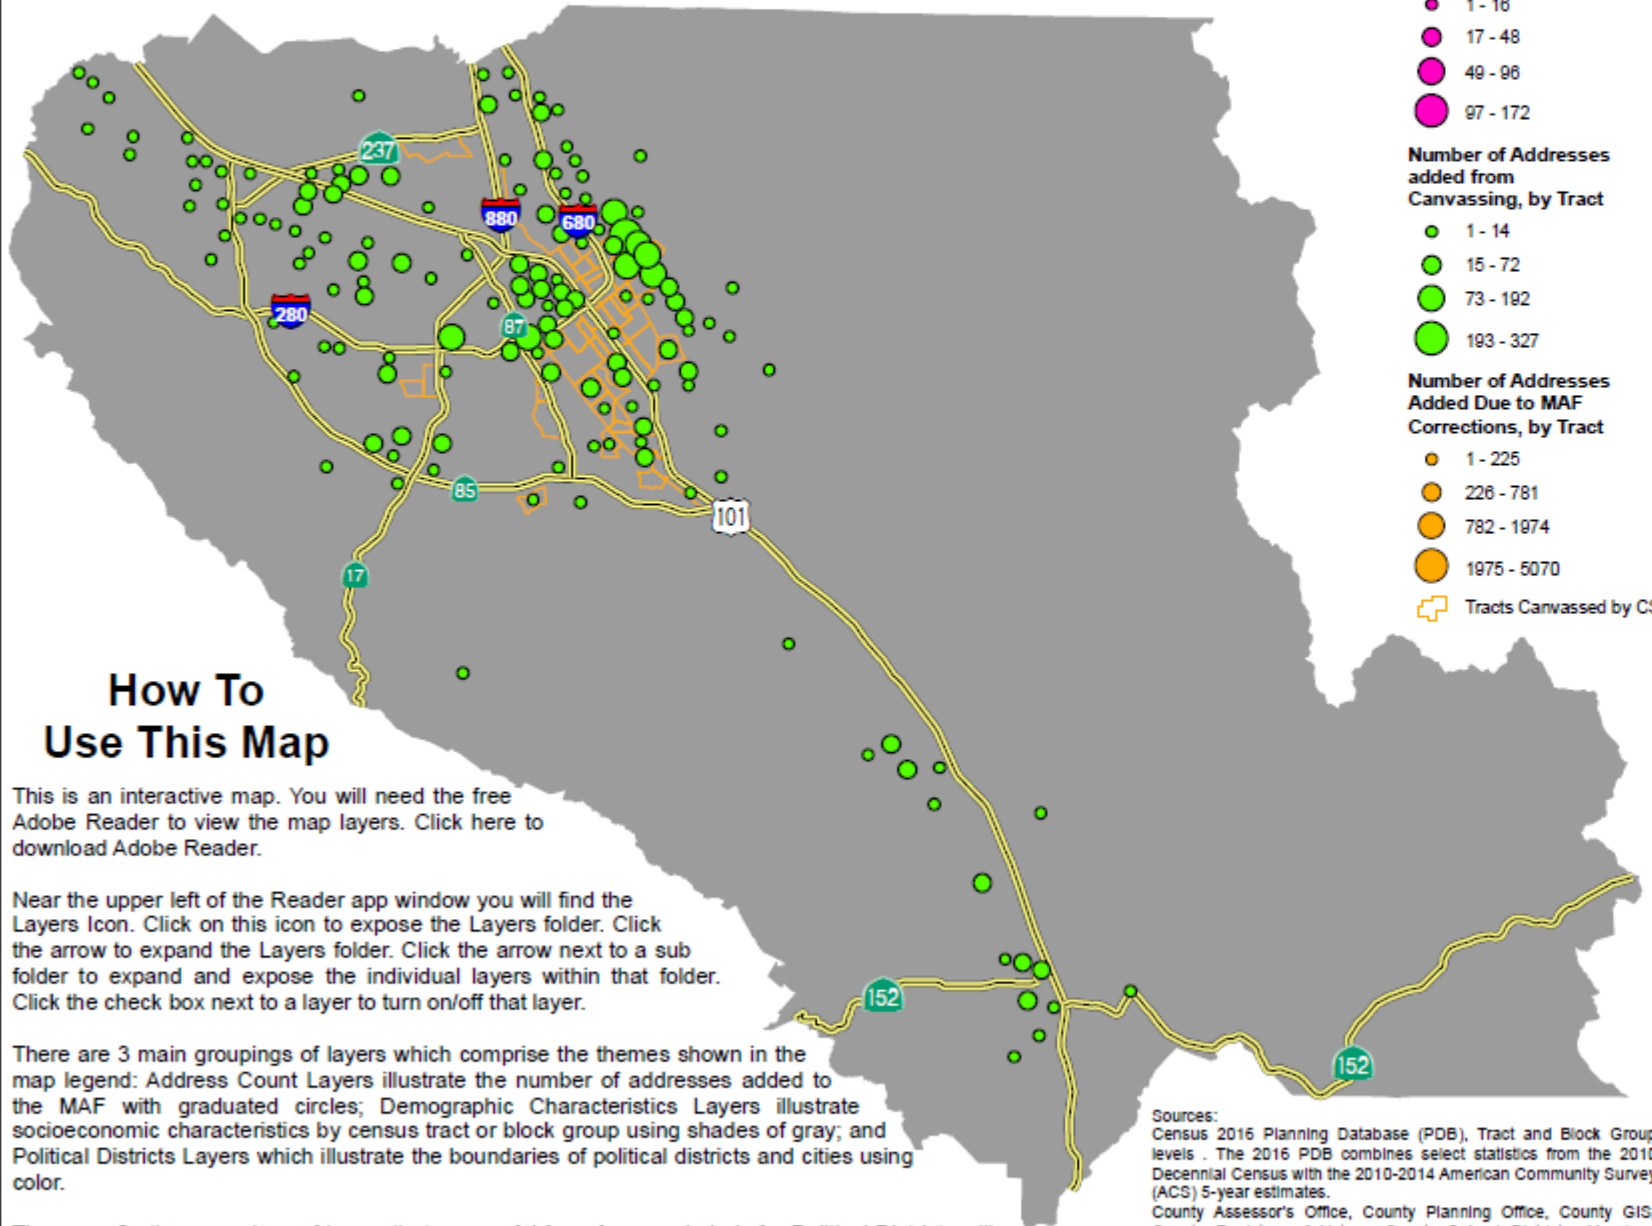 1 - 16
17 - 48
49 - 96
97 - 172
Number of Addresses
added from
Canvassing, by Tract
1 - 14
15 - 72
73 - 192
193 - 327
Number of Addresses
Added Due to MAF
Corrections, by Tract
1 - 225
226 - 781
782 - 1974
1975 - 5070
Tracts Canvassed by
237
880
680
280
87
85
101
17
152
152
How To
Use This Map
This is an interactive map. You will need the free
Adobe Reader to view the map layers. Click here to
download Adobe Reader.
Near the upper left of the Reader app window you will find the
Layers Icon. Click on this icon to expose the Layers folder. Click
the arrow to expand the Layers folder. Click the arrow next to a sub
folder to expand and expose the individual layers within that folder.
Click the check box next to a layer to turn on/off that layer.
There are 3 main groupings of layers which comprise the themes shown in the
map legend: Address Count Layers illustrate the number of addresses added to
the MAF with graduated circles; Demographic Characteristics Layers illustrate
socioeconomic characteristics by census tract or block group using shades of gray; and
Political Districts Layers which illustrate the boundaries of political districts and cities using
color.
Sources:
Census 2016 Planning Database (PDB), Tract and Block Group
levels . The 2016 PDB combines select statistics from the 2010
Decennial Census with the 2010-2014 American Community Survey
(ACS) 5-year estimates.
County Assessor's Office, County Planning Office, County GIS